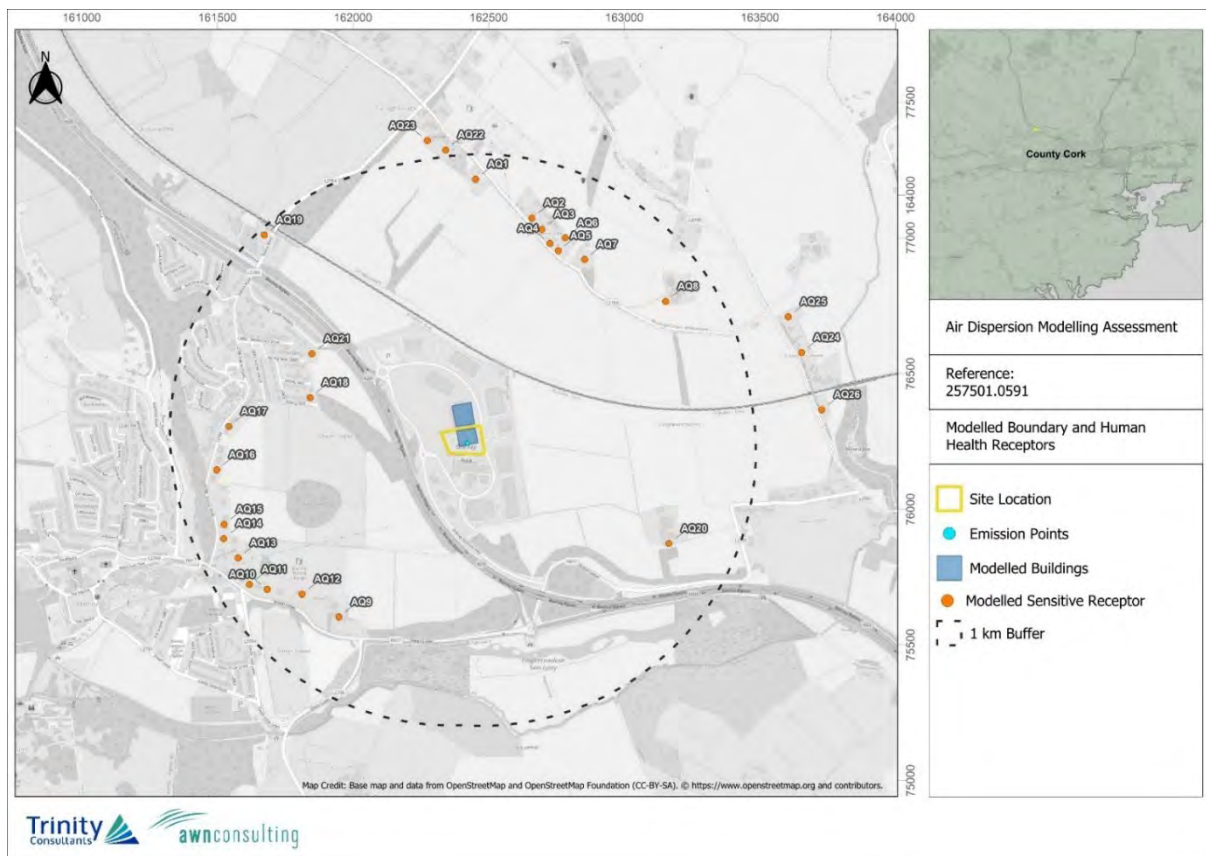 161000 161500 162000 162500 163000 163500 164000
N
77500
164000
77000
76500
76000
75500
75000
AQ23
AQ22
AQ1
AQ2
AQ3
AQ4
AQ6
AQ5
AQ7
AQ19
AQ8
AQ25
AQ21
AQ24
AQ18
AQ26
AQ17
AQ16
AQ15
AQ14
AQ20
AQ13
AQ10
AQ11
AQ12
AQ9
Map Credit: Base map and data from OpenStreetMap and OpenStreetMap Foundation (CC-BY-SA). © https://www.openstreetmap.org and contributors.
County Cork
Air Dispersion Modelling Assessment
Reference:
257501.0591
Modelled Boundary and Human
Health Receptors
Site Location
Emission Points
Modelled Buildings
Modelled Sensitive Receptor
1 km Buffer
Trinity
Consultants
awnconsulting